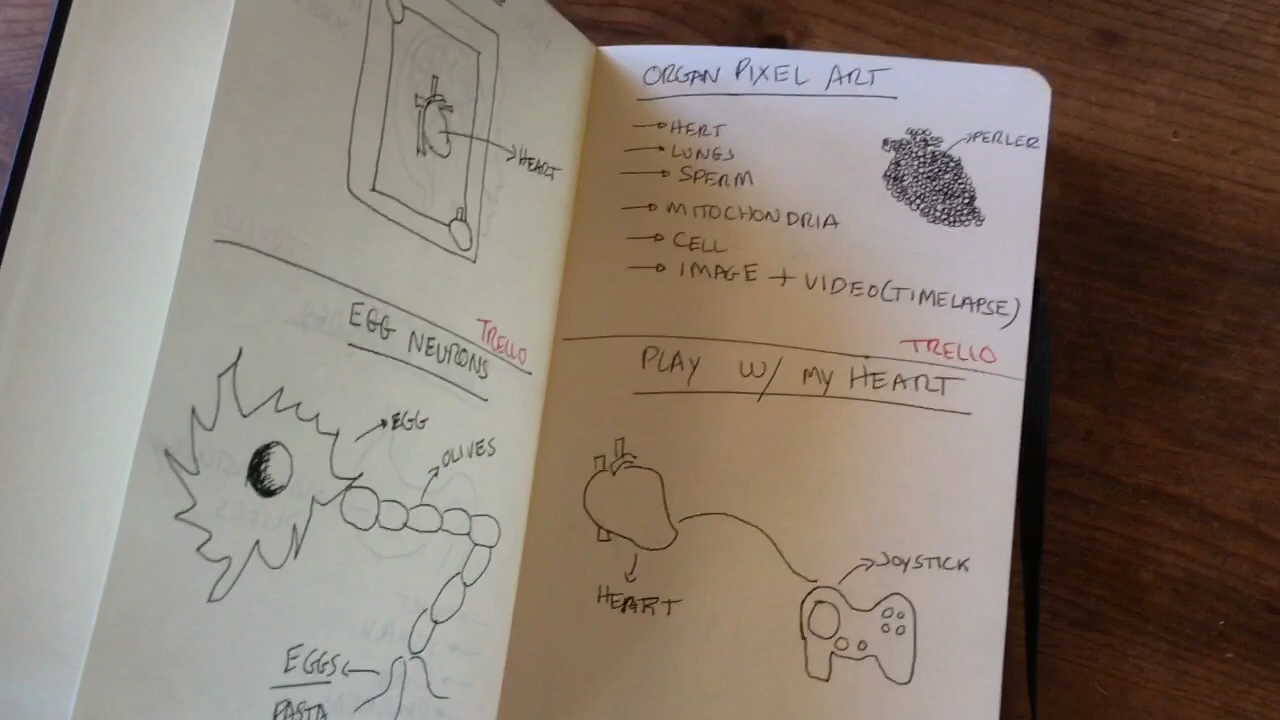 HEART
TRELLO
EGG NEURONS
EGG
OLIVES
EGGS
PASTA
ORGAN PIXEL ART
HERT
LUNGS
SPERM
MITOCHONDRIA
CELL
IMAGE + VIDEO(TIMELAPSE)
PERLER
TRELLO
PLAY W/ MY HEART
HEART
JOYSTICK